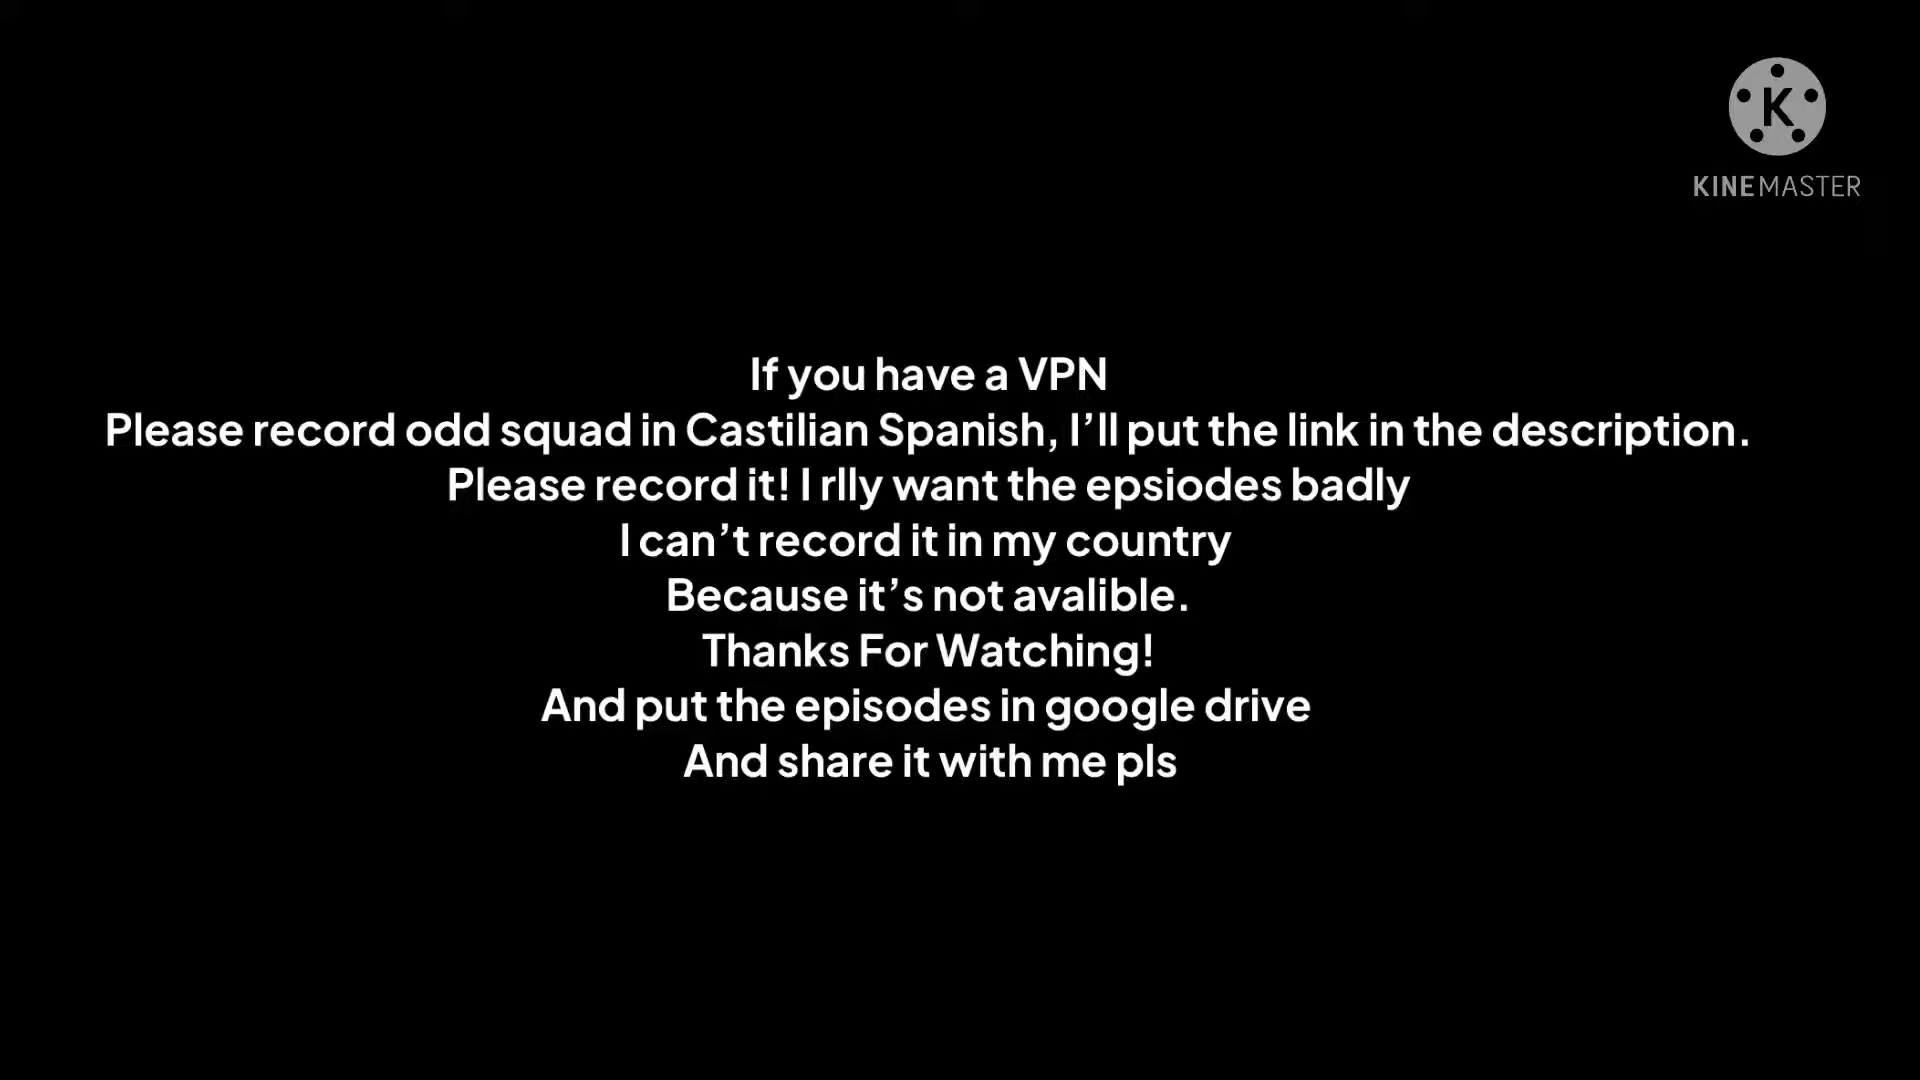 K
KINEMASTER
If you have a VPN
Please record odd squad in Castilian Spanish, I’ll put the link in the description.
Please record it! I rlly want the epsiodes badly
I can’t record it in my country
Because it’s not avalible.
Thanks For Watching!
And put the episodes in google drive
And share it with me pls